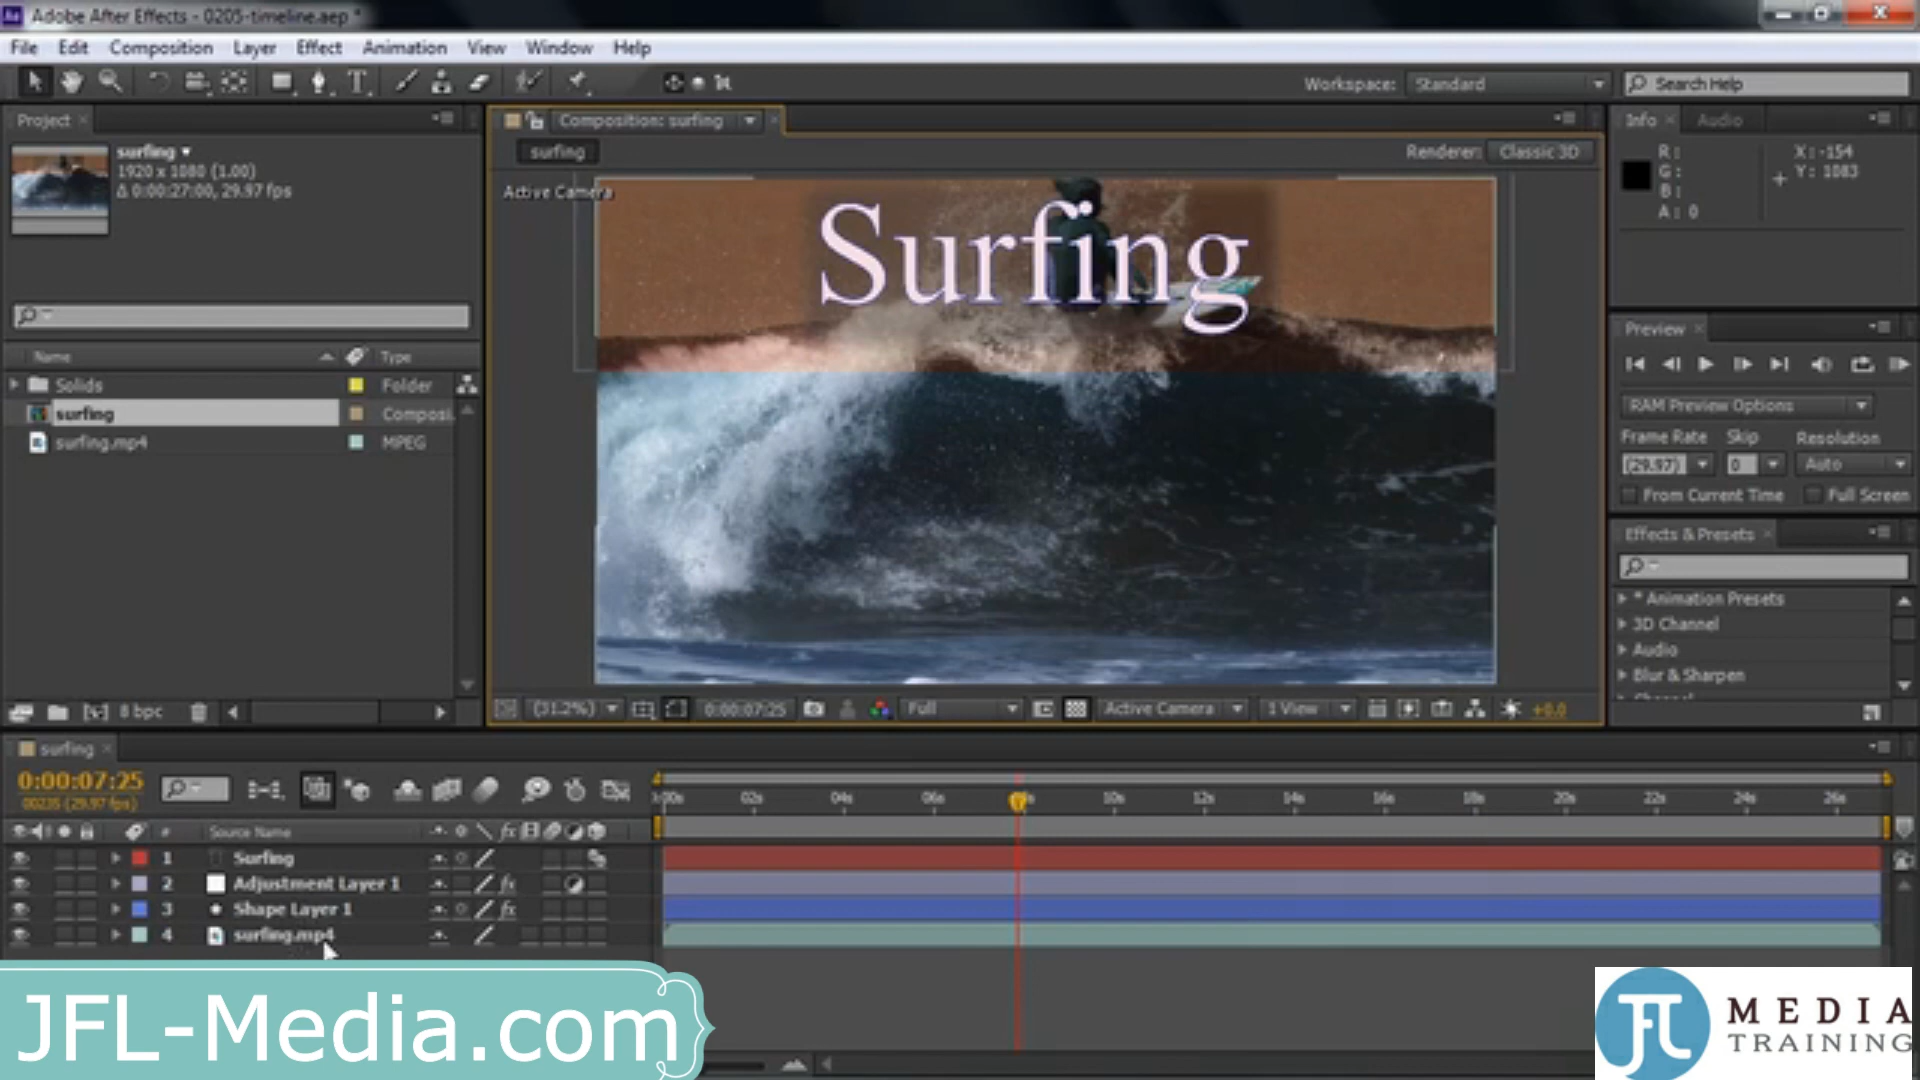 Adobe After Effects - 0205-timeline.aep *
File Edit Composition Layer Effect Animation View Window Help
Workspace: Standard
Search Help
Project
surfing
1920 x 1080 (1.00)
Δ 0:00:27:00, 29.97 fps
Name Type
Solids Folder
surfing Composi
surfing.mp4 MPEG
8 bpc
Composition: surfing
surfing
Renderer: Classic 3D
Active Camera
Surfing
(31.2%) 0:00:07:25 Full Active Camera 1 View +0.0
Info Audio
R: X: -154
G: Y: 1083
B:
A: 0
Preview
RAM Preview Options
Frame Rate Skip Resolution
(29.97) 0 Auto
From Current Time Full Screen
Effects & Presets
* Animation Presets
3D Channel
Audio
Blur & Sharpen
Channel
surfing
0:00:07:25
00235 (29.97 fps)
:00s 02s 04s 06s 8s 10s 12s 14s 16s 18s 20s 22s 24s 26s
# Source Name fx
1 Surfing
2 Adjustment Layer 1 fx
3 Shape Layer 1 fx
4 surfing.mp4
JFL-Media.com
JFL
MEDIA
TRAINING